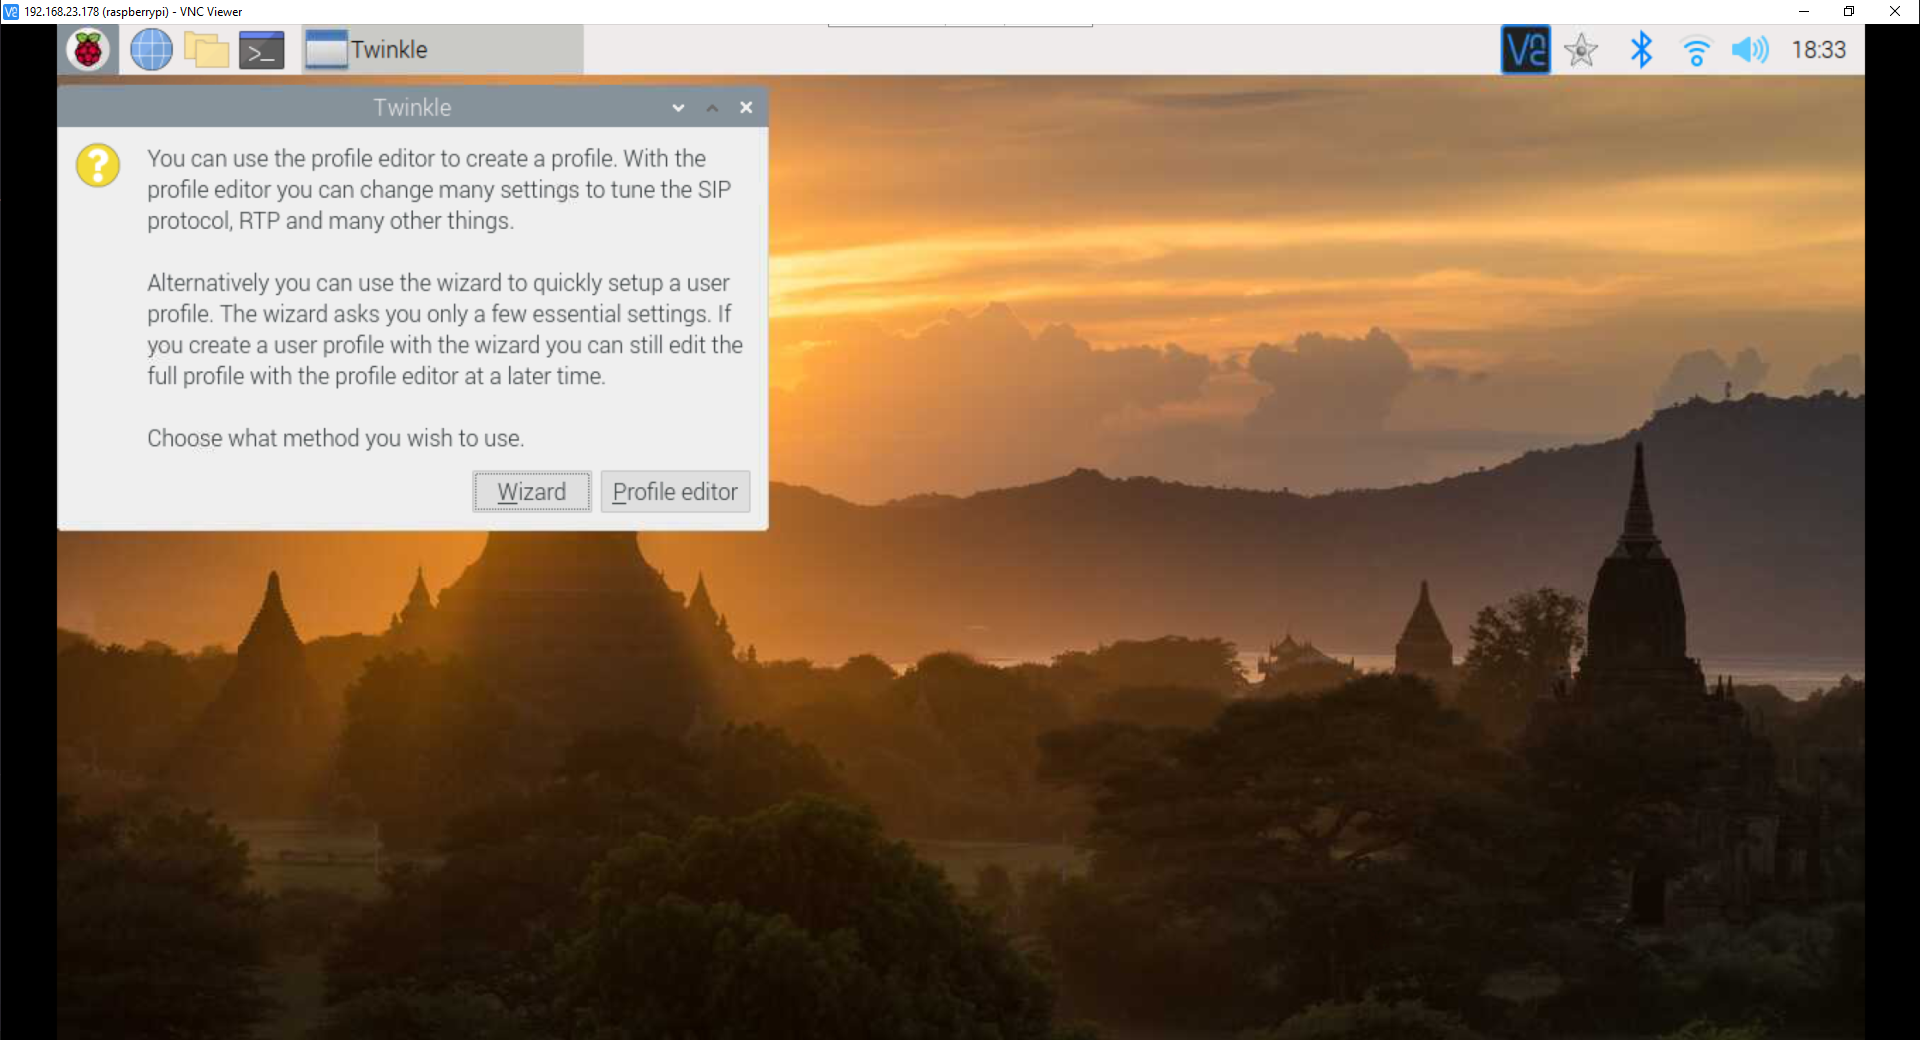 192.168.23.178 (raspberrypi) - VNC Viewer
Twinkle
18:33
Twinkle
You can use the profile editor to create a profile. With the
profile editor you can change many settings to tune the SIP
protocol, RTP and many other things.
Alternatively you can use the wizard to quickly setup a user
profile. The wizard asks you only a few essential settings. If
you create a user profile with the wizard you can still edit the
full profile with the profile editor at a later time.
Choose what method you wish to use.
Wizard
Profile editor